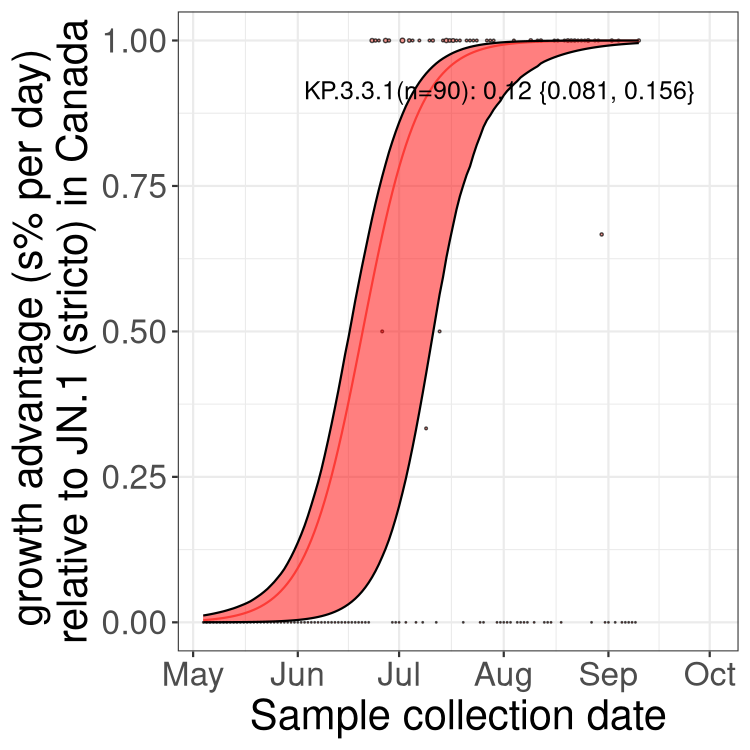 growth advantage (s% per day)
relative to JN.1 (stricto) in Canada
1.00
0.75
0.50
0.25
0.00
KP.3.3.1(n=90): 0.12 {0.081, 0.156}
May Jun Jul Aug Sep Oct
Sample collection date